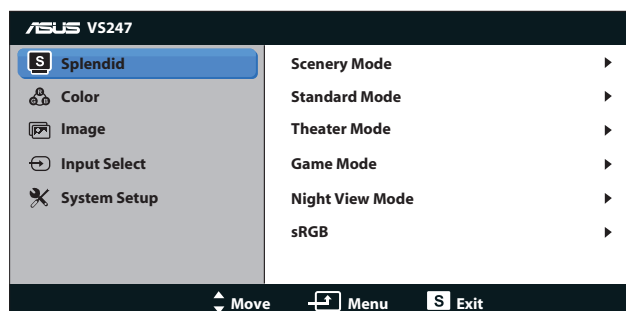 ASUS VS247
S Splendid
Color
Image
Input Select
System Setup
Scenery Mode
Standard Mode
Theater Mode
Game Mode
Night View Mode
sRGB
Move Menu S Exit